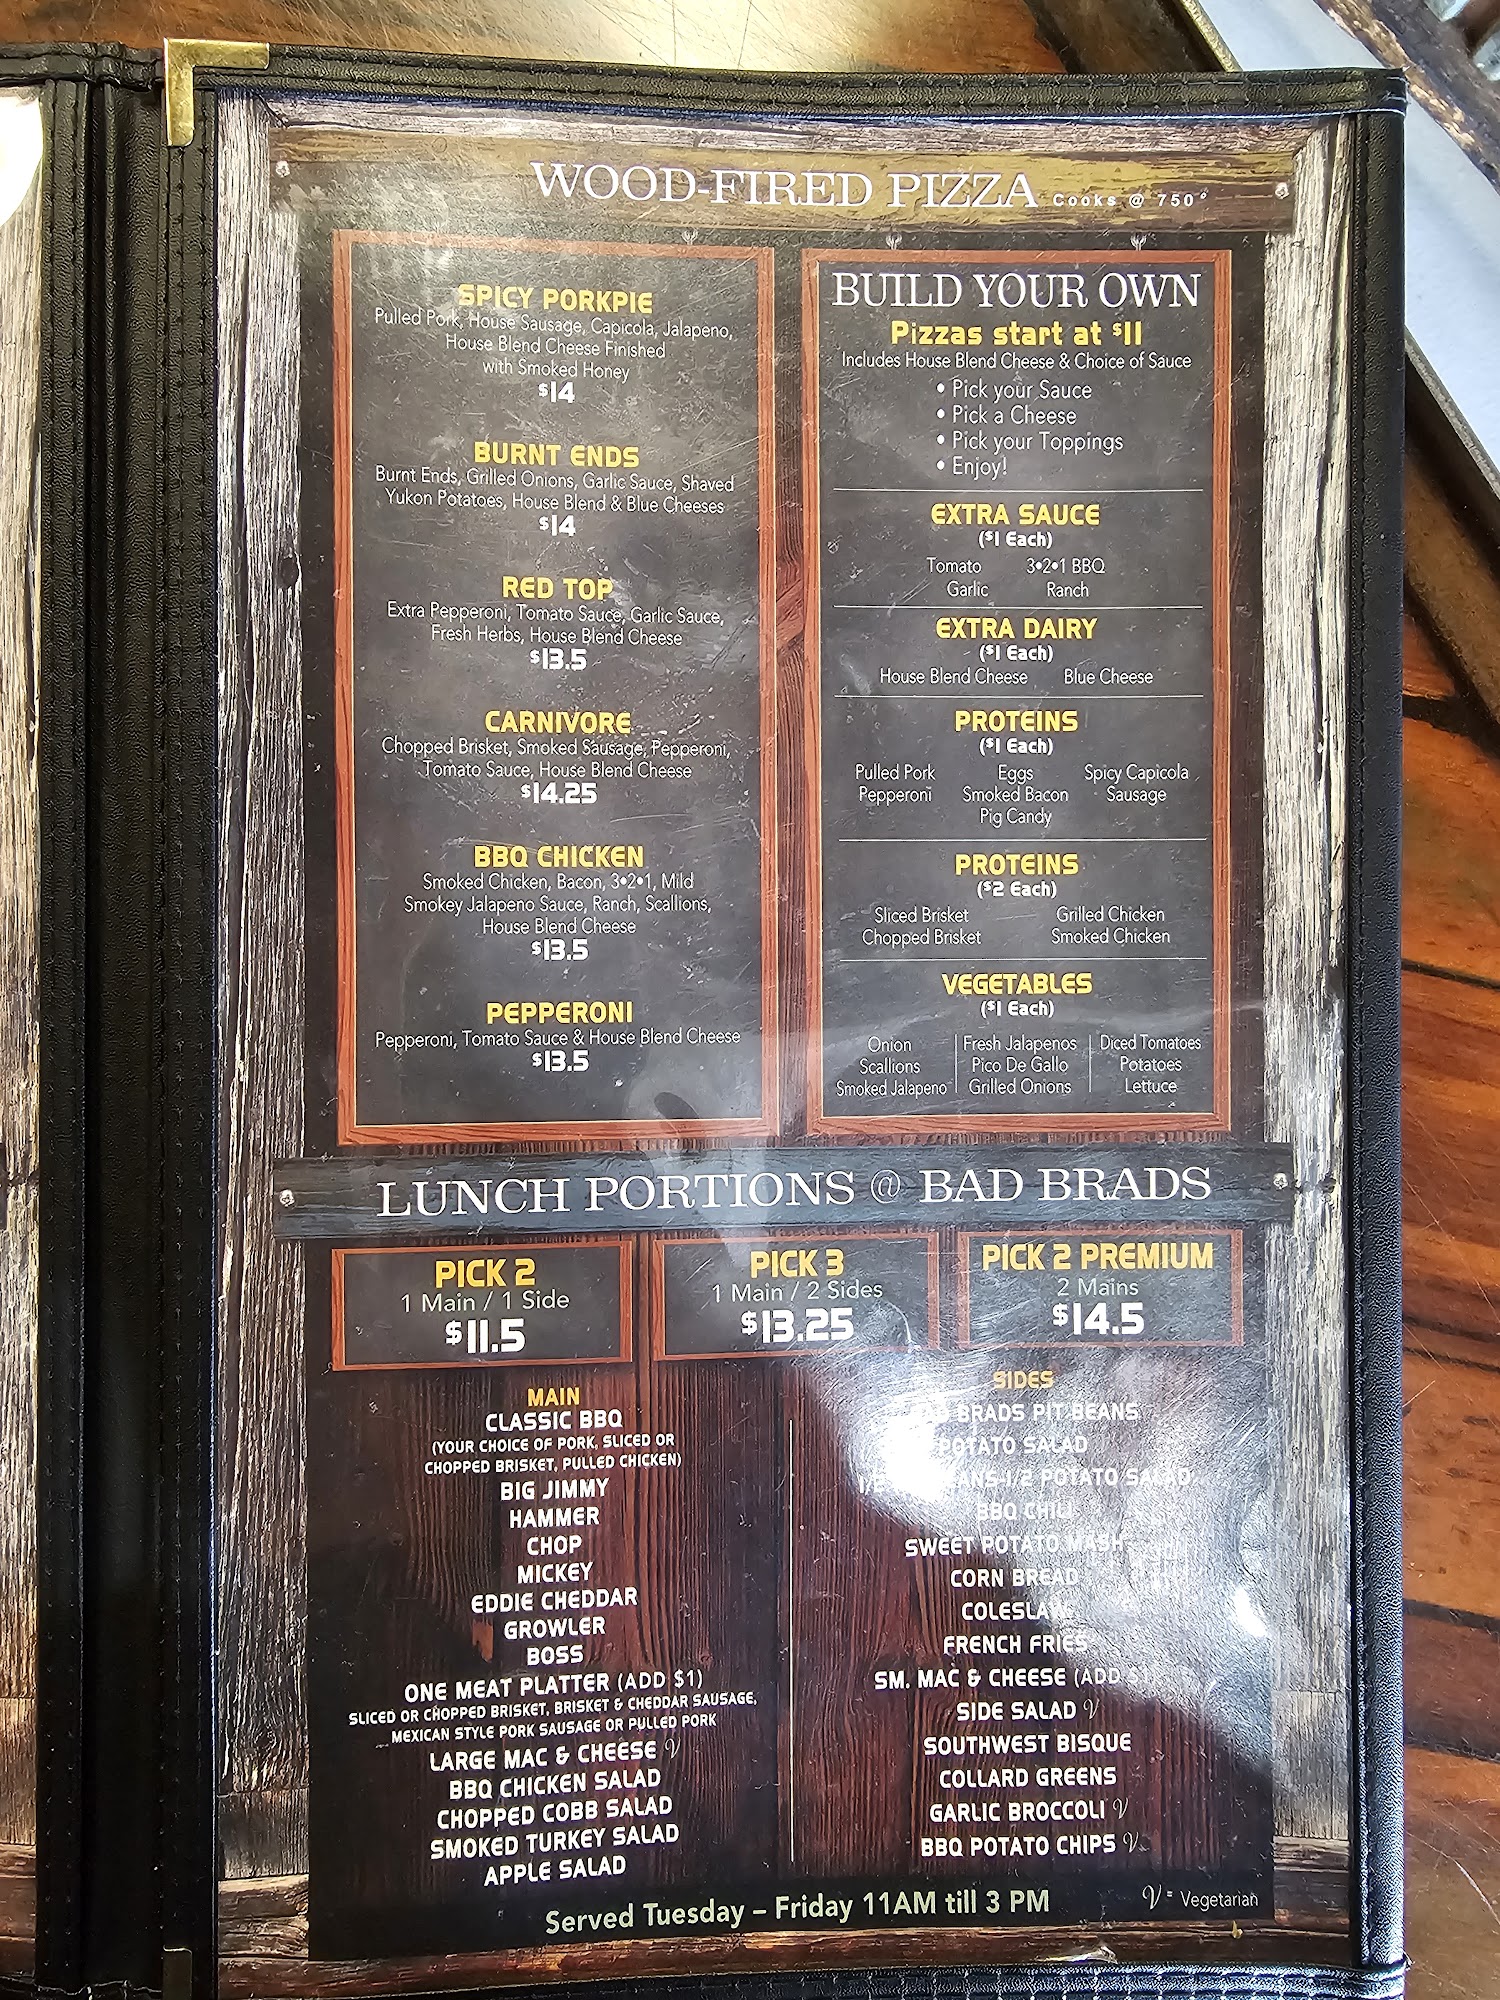 WOOD-FIRED PIZZA Cooks @ 750°
SPICY PORKPIE
Pulled Pork, House Sausage, Capicola, Jalapeno,
House Blend Cheese Finished
with Smoked Honey
$14
BURNT ENDS
Burnt Ends, Grilled Onions, Garlic Sauce, Shaved
Yukon Potatoes, House Blend & Blue Cheeses
$14
RED TOP
Extra Pepperoni, Tomato Sauce, Garlic Sauce,
Fresh Herbs, House Blend Cheese
$13.5
CARNIVORE
Chopped Brisket, Smoked Sausage, Pepperoni,
Tomato Sauce, House Blend Cheese
$14.25
BBQ CHICKEN
Smoked Chicken, Bacon, 3•2•1, Mild
Smokey Jalapeno Sauce, Ranch, Scallions,
House Blend Cheese
$13.5
PEPPERONI
Pepperoni, Tomato Sauce & House Blend Cheese
$13.5
BUILD YOUR OWN
Pizzas start at $11
Includes House Blend Cheese & Choice of Sauce
• Pick your Sauce
• Pick a Cheese
• Pick your Toppings
• Enjoy!
EXTRA SAUCE
($1 Each)
Tomato 3•2•1 BBQ
Garlic Ranch
EXTRA DAIRY
($1 Each)
House Blend Cheese Blue Cheese
PROTEINS
($1 Each)
Pulled Pork Eggs Spicy Capicola
Pepperoni Smoked Bacon Sausage
Pig Candy
PROTEINS
($2 Each)
Sliced Brisket Grilled Chicken
Chopped Brisket Smoked Chicken
VEGETABLES
($1 Each)
Onion Fresh Jalapenos Diced Tomatoes
Scallions Pico De Gallo Potatoes
Smoked Jalapeno Grilled Onions Lettuce
LUNCH PORTIONS @ BAD BRADS
PICK 2
1 Main / 1 Side
$11.5
PICK 3
1 Main / 2 Sides
$13.25
PICK 2 PREMIUM
2 Mains
$14.5
MAIN
CLASSIC BBQ
(YOUR CHOICE OF PORK, SLICED OR
CHOPPED BRISKET, PULLED CHICKEN)
BIG JIMMY
HAMMER
CHOP
MICKEY
EDDIE CHEDDAR
GROWLER
BOSS
ONE MEAT PLATTER (ADD $1)
SLICED OR CHOPPED BRISKET, BRISKET & CHEDDAR SAUSAGE,
MEXICAN STYLE PORK SAUSAGE OR PULLED PORK
LARGE MAC & CHEESE V
BBQ CHICKEN SALAD
CHOPPED COBB SALAD
SMOKED TURKEY SALAD
APPLE SALAD
SIDES
BRADS PIT BEANS
POTATO SALAD
1/2 POTATO SALAD
BBQ CHILI
SWEET POTATO MASH
CORN BREAD
COLESLAW
FRENCH FRIES
SM. MAC & CHEESE (ADD $1)
SIDE SALAD V
SOUTHWEST BISQUE
COLLARD GREENS
GARLIC BROCCOLI V
BBQ POTATO CHIPS V
Served Tuesday – Friday 11AM till 3 PM
V = Vegetarian